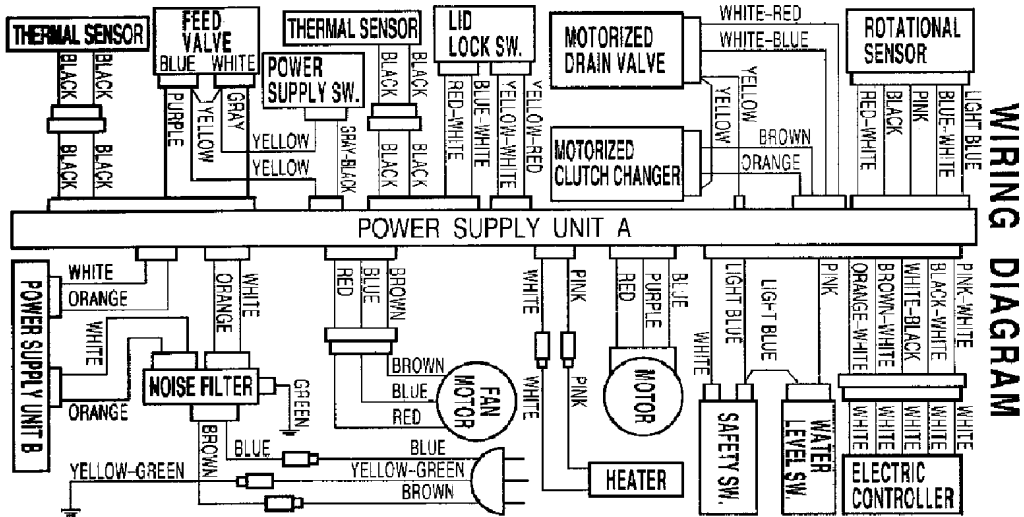 THERMAL SENSOR
FEED
VALVE
BLUE WHITE
THERMAL SENSOR
LID
LOCK SW.
MOTORIZED
DRAIN VALVE
WHITE-RED
WHITE-BLUE
ROTATIONAL
SENSOR
POWER
SUPPLY SW.
BLACK
BLACK
BLACK
BLACK
PURPLE
YELLOW
GRAY
YELLOW
YELLOW
GRAY-BLACK
BLACK
BLACK
BLACK
BLACK
RED-WHITE
BLUE-WHITE
YELLOW-WHITE
YELLOW-RED
MOTORIZED
CLUTCH CHANGER
YELLOW
YELLOW
BROWN
ORANGE
RED-WHITE
BLACK
PINK
BLUE-WHITE
LIGHT BLUE
WIRING DIAGRAM
POWER SUPPLY UNIT A
POWER SUPPLY UNIT B
WHITE
ORANGE
WHITE
ORANGE
ORANGE
WHITE
NOISE FILTER
GREEN
BROWN
BLUE
YELLOW-GREEN
RED
BLUE
BROWN
BROWN
BLUE
RED
FAN
MOTOR
BLUE
YELLOW-GREEN
BROWN
WHITE
PINK
WHITE
PINK
HEATER
RED
PURPLE
BLUE
MOTOR
WHITE
LIGHT BLUE
LIGHT BLUE
PINK
SAFETY SW.
WATER
LEVEL SW.
ORANGE-WHITE
BROWN-WHITE
WHITE-BLACK
BLACK-WHITE
PINK-WHITE
WHITE
WHITE
WHITE
WHITE
WHITE
ELECTRIC
CONTROLLER